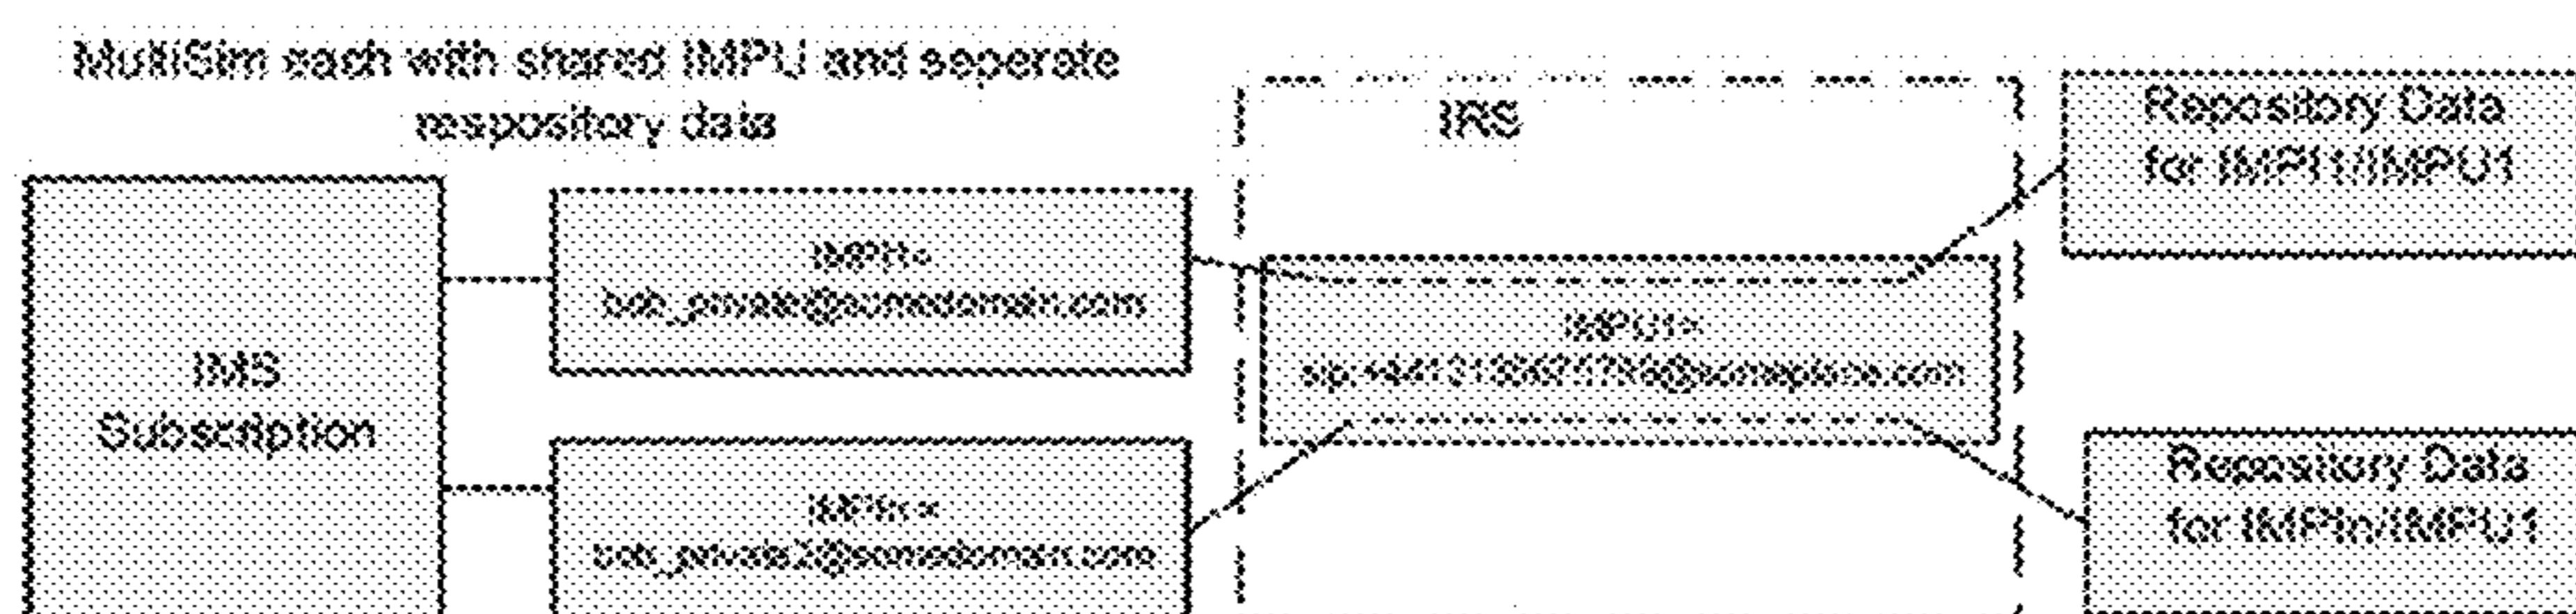 MultiSim each with shared IMPU and seperate
respository data
IRS
Repository Data
for IMPI1/IMPU1
IMPI1=
bob_private@somedomain.com
IMPU1=
IMS
Subscription
Repository Data
for IMPIn/IMPU1
IMPIn=
bob_private2@somedomain.com